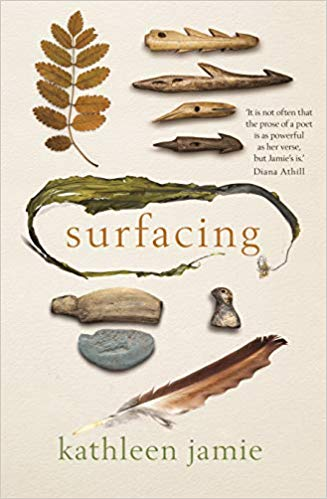 'It is not often that
the prose of a poet
is as powerful
as her verse,
but Jamie's is.'
Diana Athill
surfacing
kathleen jamie